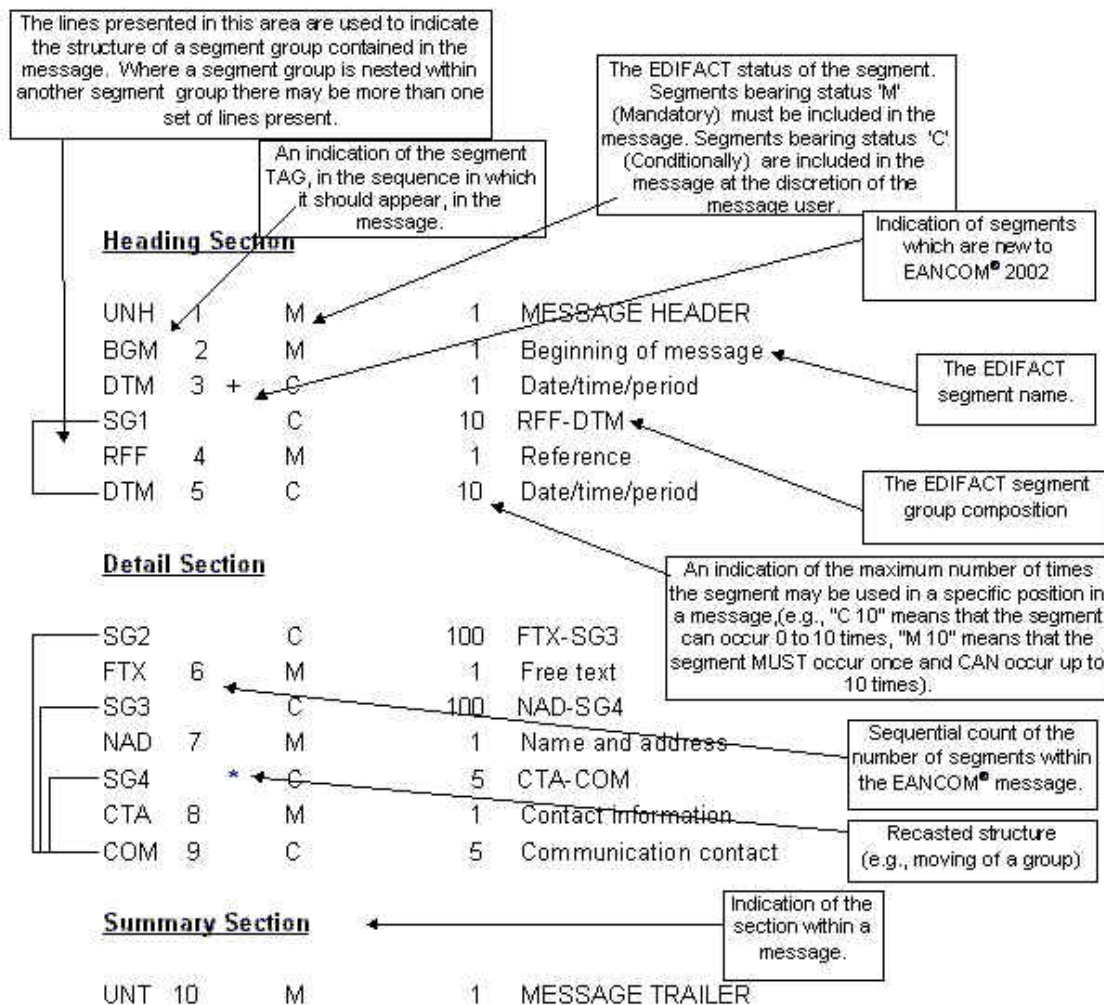 The lines presented in this area are used to indicate
the structure of a segment group contained in the
message. Where a segment group is nested within
another segment group there may be more than one
set of lines present.
The EDIFACT status of the segment.
Segments bearing status 'M'
(Mandatory) must be included in the
message. Segments bearing status 'C'
(Conditionally) are included in the
message at the discretion of the
message user.
An indication of the segment
TAG, in the sequence in which
it should appear, in the
message.
Indication of segments
which are new to
EANCOM® 2002
Heading Section
UNH 1 M 1 MESSAGE HEADER
BGM 2 M 1 Beginning of message
DTM 3 + C 1 Date/time/period
SG1 C 10 RFF-DTM
RFF 4 M 1 Reference
DTM 5 C 10 Date/time/period
The EDIFACT
segment name.
The EDIFACT segment
group composition
Detail Section
An indication of the maximum number of times
the segment may be used in a specific position in
a message,(e.g., "C 10" means that the segment
can occur 0 to 10 times, "M 10" means that the
segment MUST occur once and CAN occur up to
10 times).
SG2 C 100 FTX-SG3
FTX 6 M 1 Free text
SG3 C 100 NAD-SG4
NAD 7 M 1 Name and address
SG4 * C 5 CTA-COM
CTA 8 M 1 Contact Information
COM 9 C 5 Communication contact
Sequential count of the
number of segments within
the EANCOM® message.
Recasted structure
(e.g., moving of a group)
Summary Section
Indication of the
section within a
message.
UNT 10 M 1 MESSAGE TRAILER